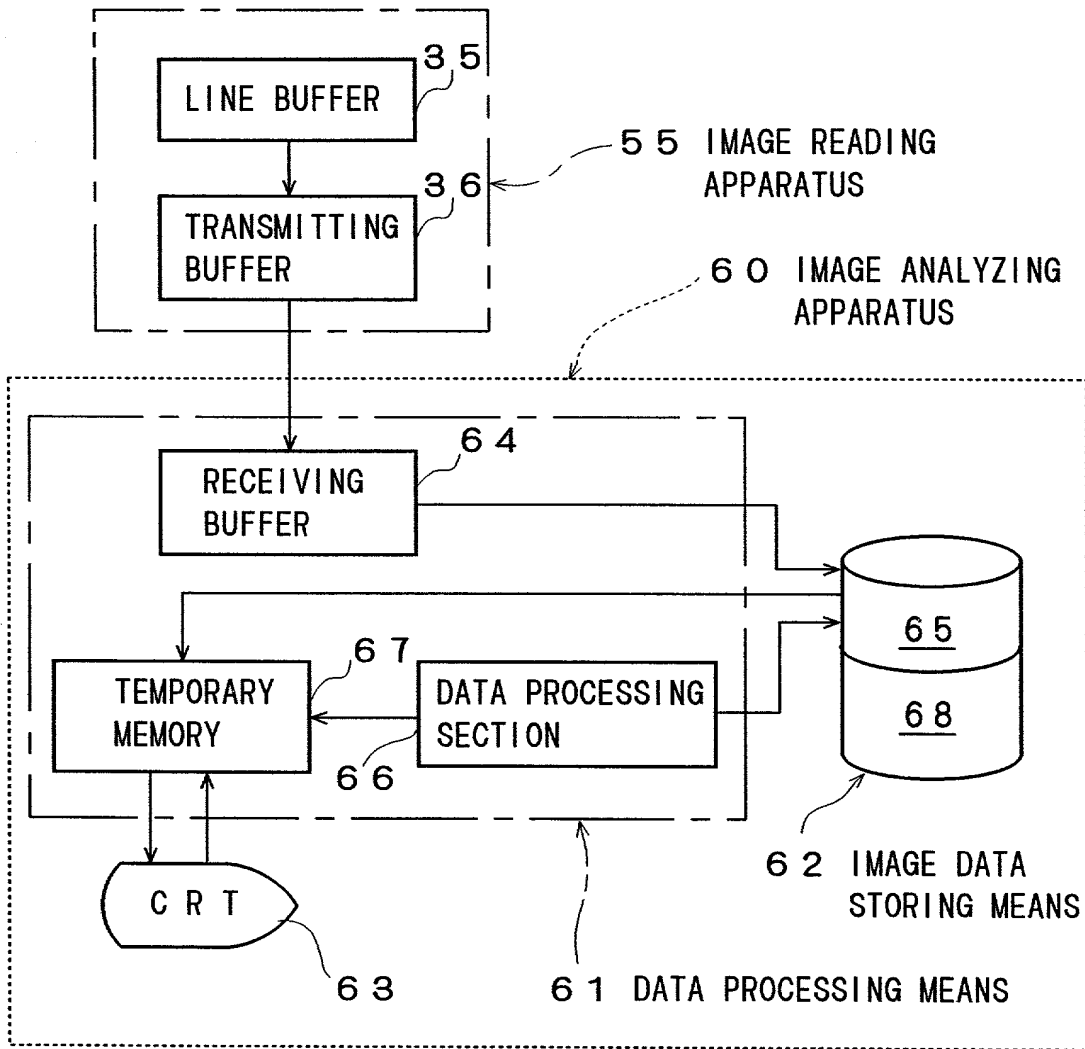 35
LINE BUFFER
55 IMAGE READING
APPARATUS
36
TRANSMITTING
BUFFER
60 IMAGE ANALYZING
APPARATUS
64
RECEIVING
BUFFER
65
67
TEMPORARY
MEMORY
DATA PROCESSING
SECTION
66
68
62 IMAGE DATA
STORING MEANS
CRT
63
61 DATA PROCESSING MEANS